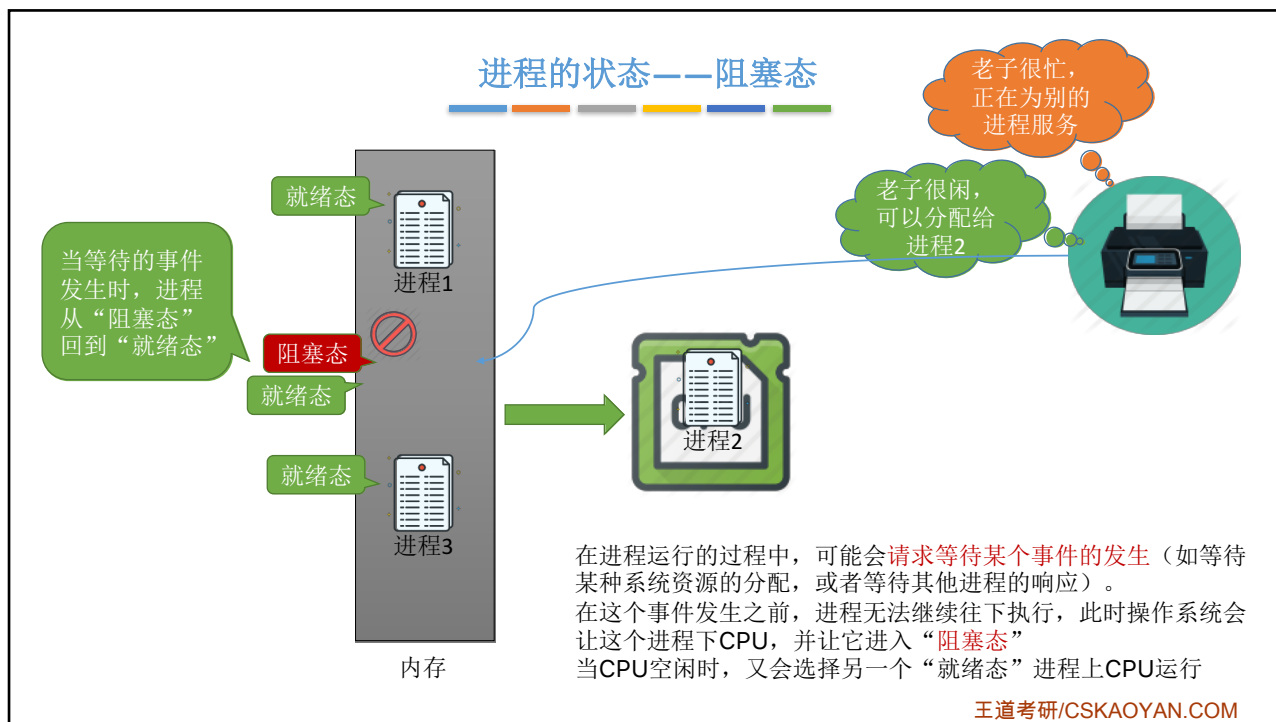 进程的状态——阻塞态
老子很忙，
正在为别的
进程服务
老子很闲，
可以分配给
进程2
就绪态
进程1
当等待的事件
发生时，进程
从“阻塞态”
回到“就绪态”
阻塞态
就绪态
进程2
就绪态
进程3
内存
在进程运行的过程中，可能会请求等待某个事件的发生（如等待
某种系统资源的分配，或者等待其他进程的响应）。
在这个事件发生之前，进程无法继续往下执行，此时操作系统会
让这个进程下CPU，并让它进入“阻塞态”
当CPU空闲时，又会选择另一个“就绪态”进程上CPU运行
王道考研/CSKAOYAN.COM